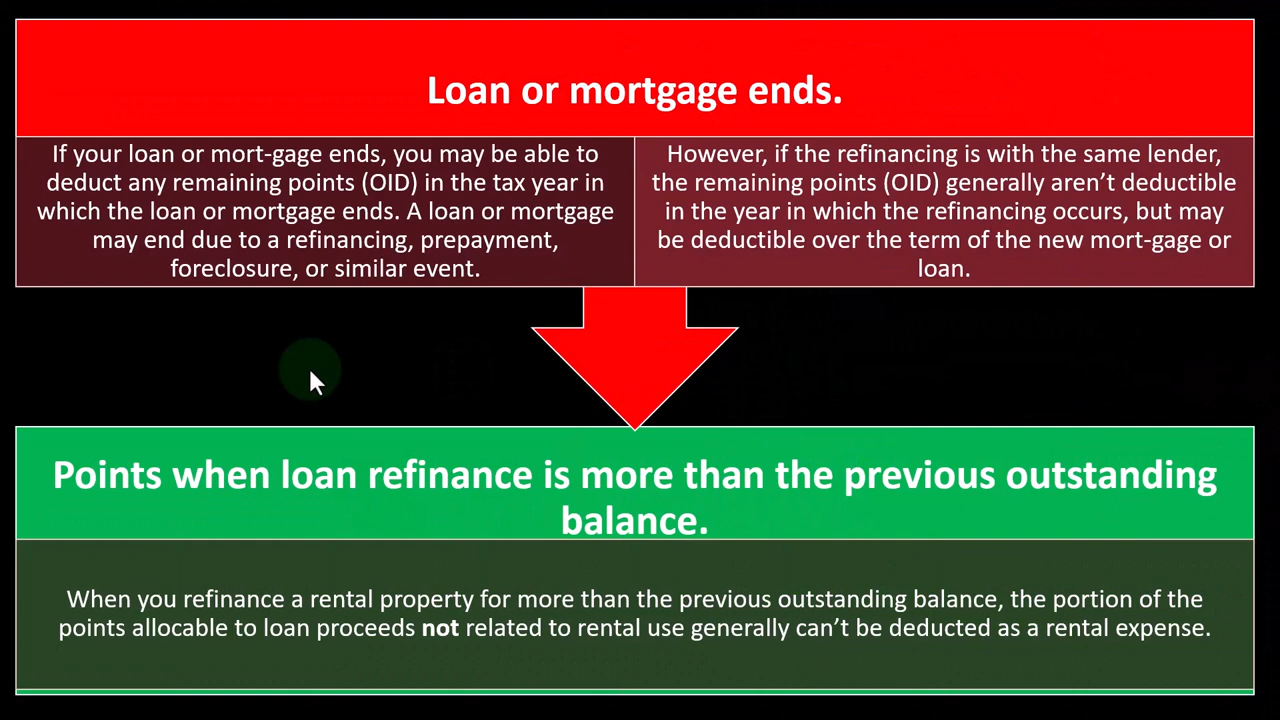 Loan or mortgage ends.
If your loan or mort-gage ends, you may be able to
deduct any remaining points (OID) in the tax year in
which the loan or mortgage ends. A loan or mortgage
may end due to a refinancing, prepayment,
foreclosure, or similar event.
However, if the refinancing is with the same lender,
the remaining points (OID) generally aren’t deductible
in the year in which the refinancing occurs, but may
be deductible over the term of the new mort-gage or
loan.
Points when loan refinance is more than the previous outstanding
balance.
When you refinance a rental property for more than the previous outstanding balance, the portion of the
points allocable to loan proceeds not related to rental use generally can’t be deducted as a rental expense.